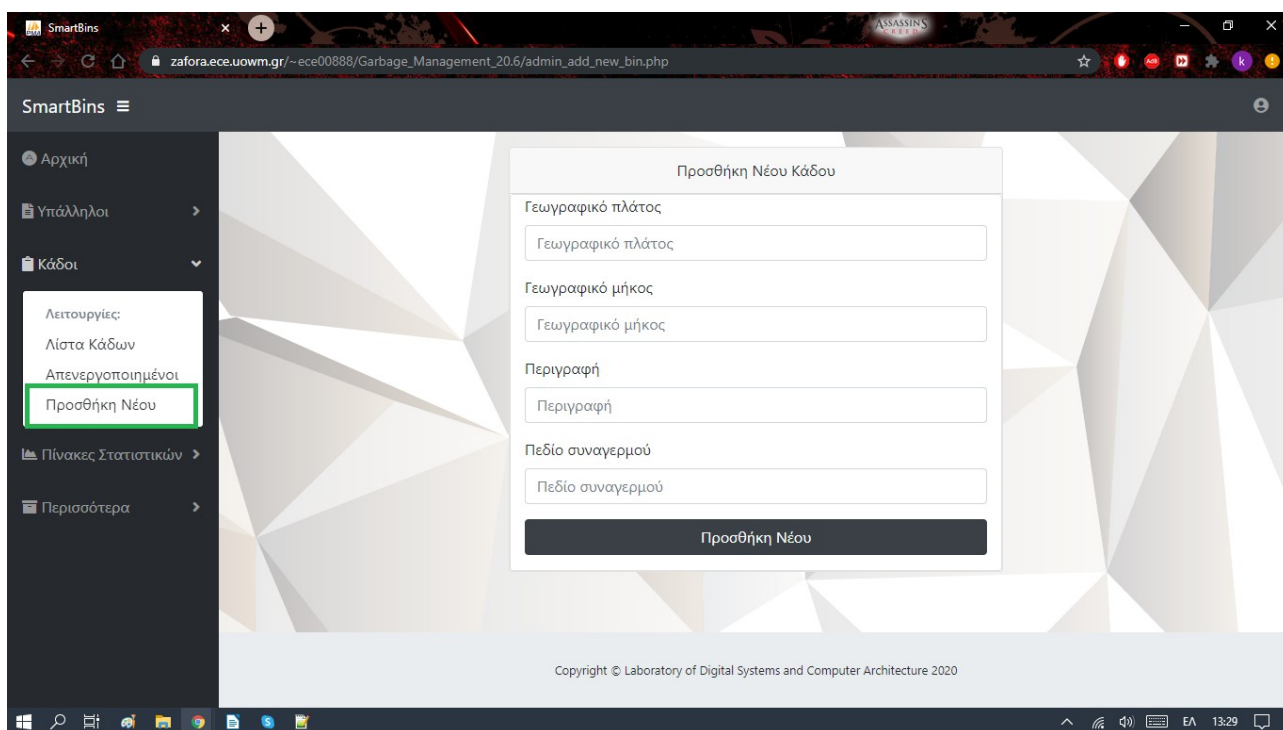 SmartBins
ASSASSIN'S
CREED
zafora.ece.uowm.gr/~ece00888/Garbage_Management_20.6/admin_add_new_bin.php
k
SmartBins
Αρχική
Υπάλληλοι
Κάδοι
Λειτουργίες:
Λίστα Κάδων
Απενεργοποιημένοι
Προσθήκη Νέου
Πίνακες Στατιστικών
Περισσότερα
Προσθήκη Νέου Κάδου
Γεωγραφικό πλάτος
Γεωγραφικό πλάτος
Γεωγραφικό μήκος
Γεωγραφικό μήκος
Περιγραφή
Περιγραφή
Πεδίο συναγερμού
Πεδίο συναγερμού
Προσθήκη Νέου
Copyright © Laboratory of Digital Systems and Computer Architecture 2020
ΕΛ 13:29